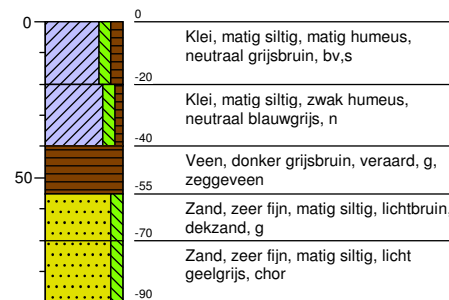 0
0
Klei, matig siltig, matig humeus,
neutraal grijsbruin, bv,s
-20
Klei, matig siltig, zwak humeus,
neutraal blauwgrijs, n
-40
Veen, donker grijsbruin, veraard, g,
zeggeveen
50
-55
Zand, zeer fijn, matig siltig, lichtbruin,
dekzand, g
-70
Zand, zeer fijn, matig siltig, licht
geelgrijs, chor
-90